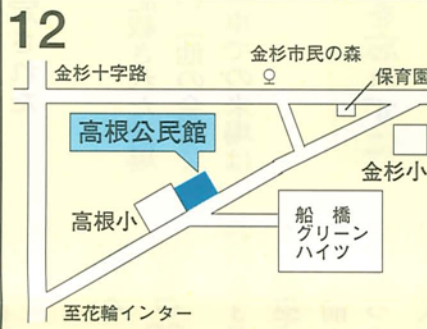 12
金杉市民の森
金杉十字路
保育園
高根公民館
金杉小
高根小
船橋
グリーン
ハイツ
至花輪インター